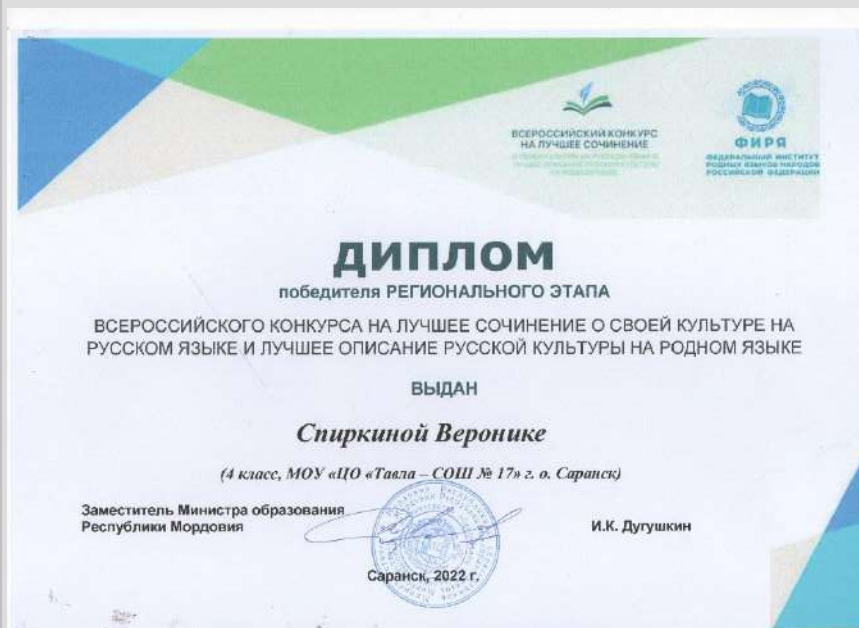 ВСЕРОССИЙСКИЙ КОНКУРС
НА ЛУЧШЕЕ СОЧИНЕНИЕ
ФИРЯ
ФЕДЕРАЛЬНЫЙ ИНСТИТУТ
РОДНЫХ ЯЗЫКОВ НАРОДОВ
РОССИЙСКОЙ ФЕДЕРАЦИИ
ДИПЛОМ
победителя РЕГИОНАЛЬНОГО ЭТАПА
ВСЕРОССИЙСКОГО КОНКУРСА НА ЛУЧШЕЕ СОЧИНЕНИЕ О СВОЕЙ КУЛЬТУРЕ НА
РУССКОМ ЯЗЫКЕ И ЛУЧШЕЕ ОПИСАНИЕ РУССКОЙ КУЛЬТУРЫ НА РОДНОМ ЯЗЫКЕ
ВЫДАН
Спиркиной Веронике
(4 класс, МОУ «ЦО «Тавла – СОШ № 17» г. о. Саранск)
Заместитель Министра образования
Республики Мордовия
И.К. Дугушкин
Саранск, 2022 г.